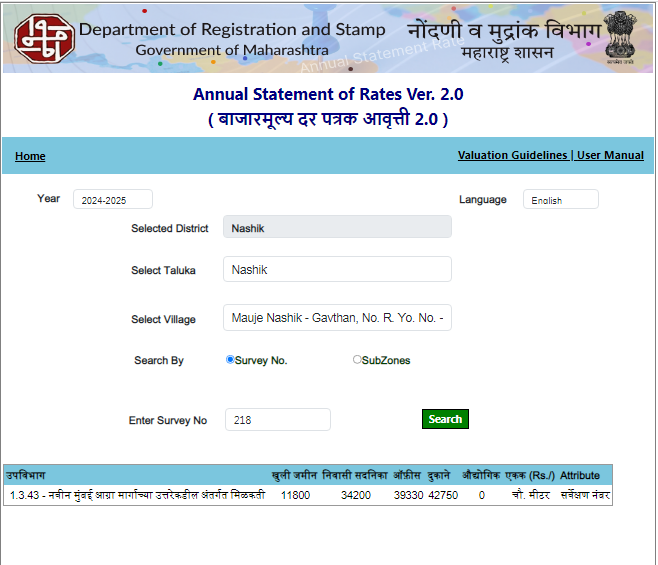 Department of Registration and Stamp
Government of Maharashtra
नोंदणी व मुद्रांक विभाग
महाराष्ट्र शासन
Annual Statement Rate
Annual Statement of Rates Ver. 2.0
( बाजारमूल्य दर पत्रक आवृत्ती 2.0 )
Home Valuation Guidelines | User Manual
Year 2024-2025 Language English
Selected District Nashik
Select Taluka Nashik
Select Village Mauje Nashik - Gavthan, No. R. Yo. No. -
Search By Survey No. SubZones
Enter Survey No 218 Search
उपविभाग खुली जमीन निवासी सदनिका ऑफ़ीस दुकाने औद्योगिक एकक (Rs./) Attribute
1.3.43 - नवीन मुंबई आग्रा मार्गाच्या उत्तरेकडील अंतर्गत मिळकती 11800 34200 39330 42750 0 चौ. मीटर सर्वेक्षण नंबर